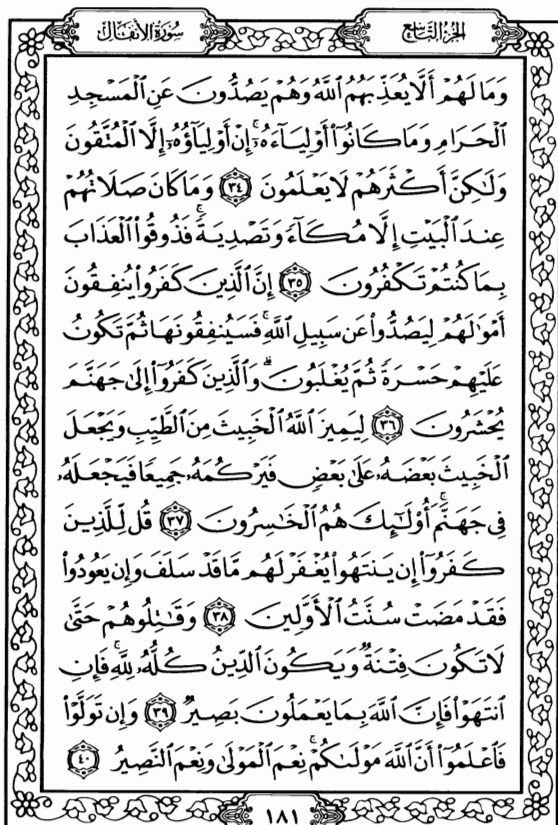 الجزء التاسع
سورة الأنفال
وَمَا لَهُمْ أَلَّا يُعَذِّبَهُمُ ٱللَّهُ وَهُمْ يَصُدُّونَ عَنِ ٱلْمَسْجِدِ
ٱلْحَرَامِ وَمَا كَانُوٓا۟ أَوْلِيَآءَهُۥٓ ۚ إِنْ أَوْلِيَآؤُهُۥٓ إِلَّا ٱلْمُتَّقُونَ
وَلَٰكِنَّ أَكْثَرَهُمْ لَا يَعْلَمُونَ ٣٤ وَمَا كَانَ صَلَاتُهُمْ
عِندَ ٱلْبَيْتِ إِلَّا مُكَآءً وَتَصْدِيَةً ۚ فَذُوقُوا۟ ٱلْعَذَابَ
بِمَا كُنتُمْ تَكْفُرُونَ ٣٥ إِنَّ ٱلَّذِينَ كَفَرُوا۟ يُنفِقُونَ
أَمْوَٰلَهُمْ لِيَصُدُّوا۟ عَن سَبِيلِ ٱللَّهِ ۚ فَسَيُنفِقُونَهَا ثُمَّ تَكُونُ
عَلَيْهِمْ حَسْرَةً ثُمَّ يُغْلَبُونَ ۗ وَٱلَّذِينَ كَفَرُوٓا۟ إِلَىٰ جَهَنَّمَ
يُحْشَرُونَ ٣٦ لِيَمِيزَ ٱللَّهُ ٱلْخَبِيثَ مِنَ ٱلطَّيِّبِ وَيَجْعَلَ
ٱلْخَبِيثَ بَعْضَهُۥ عَلَىٰ بَعْضٍ فَيَرْكُمَهُۥ جَمِيعًا فَيَجْعَلَهُۥ
فِى جَهَنَّمَ ۚ أُو۟لَٰٓئِكَ هُمُ ٱلْخَٰسِرُونَ ٣٧ قُل لِّلَّذِينَ
كَفَرُوٓا۟ إِن يَنتَهُوا۟ يُغْفَرْ لَهُم مَّا قَدْ سَلَفَ وَإِن يَعُودُوا۟
فَقَدْ مَضَتْ سُنَّتُ ٱلْأَوَّلِينَ ٣٨ وَقَٰتِلُوهُمْ حَتَّىٰ
لَا تَكُونَ فِتْنَةٌ وَيَكُونَ ٱلدِّينُ كُلُّهُۥ لِلَّهِ ۚ فَإِنِ
ٱنتَهَوْا۟ فَإِنَّ ٱللَّهَ بِمَا يَعْمَلُونَ بَصِيرٌ ٣٩ وَإِن تَوَلَّوْا۟
فَٱعْلَمُوٓا۟ أَنَّ ٱللَّهَ مَوْلَىٰكُمْ ۚ نِعْمَ ٱلْمَوْلَىٰ وَنِعْمَ ٱلنَّصِيرُ ٤٠
١٨١